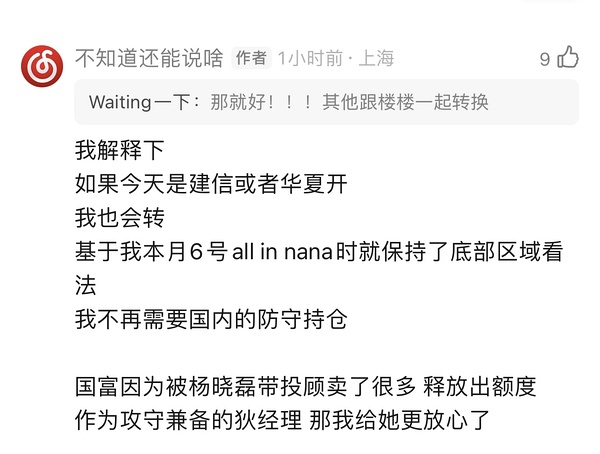 不知道还能说啥 作者 1小时前·上海 9
Waiting一下：那就好！！！其他跟楼楼一起转换
我解释下
如果今天是建信或者华夏开
我也会转
基于我本月6号all in nana时就保持了底部区域看
法
我不再需要国内的防守持仓
国富因为被杨晓磊带投顾卖了很多 释放出额度
作为攻守兼备的狄经理 那我给她更放心了